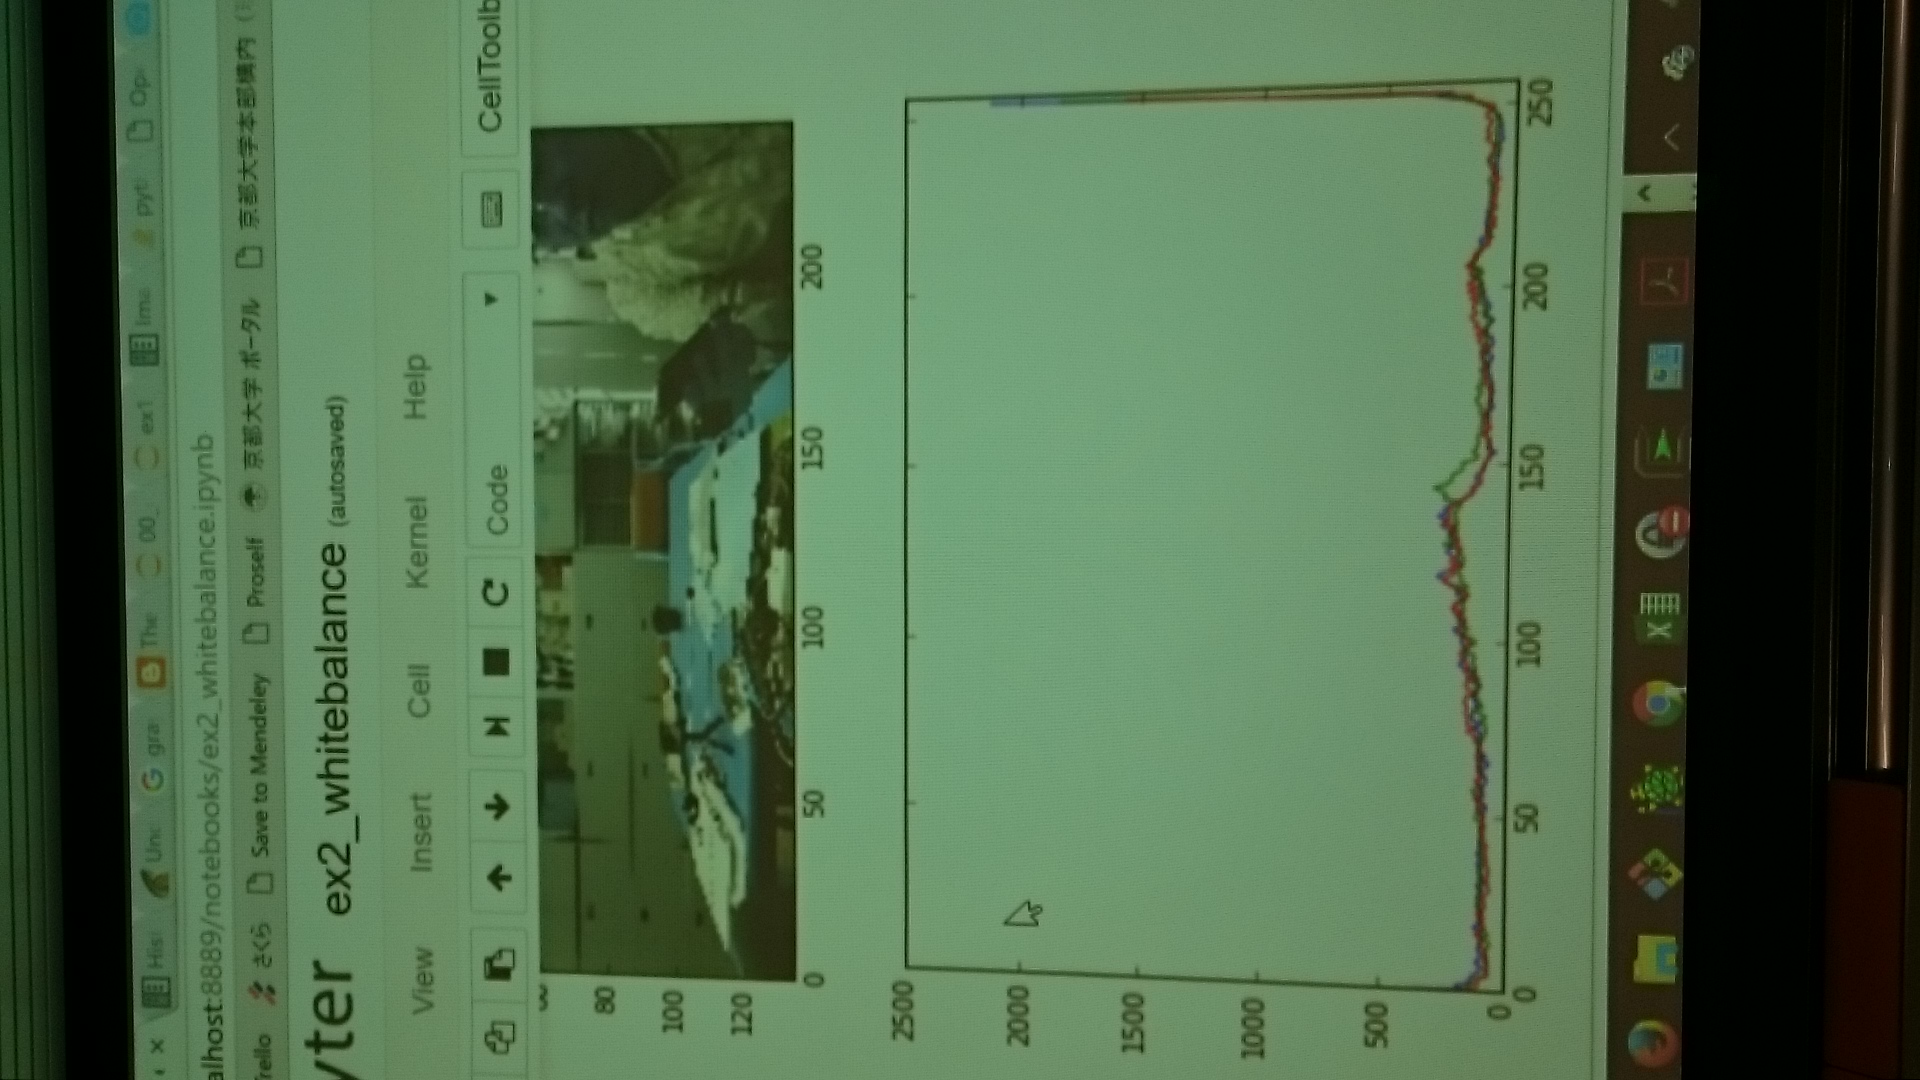 His Unc gra The 00_ ex1 Ima pyt Op
alhost:8889/notebooks/ex2_whitebalance.ipynb
rello さくら Save to Mendeley Proself 京都大学 ポータル 京都大学本部構内
yter ex2_whitebalance (autosaved)
View Insert Cell Kernel Help
Code CellToolb
80
100
120
0 50 100 150 200
2500
2000
1500
1000
500
0
0 50 100 150 200 250